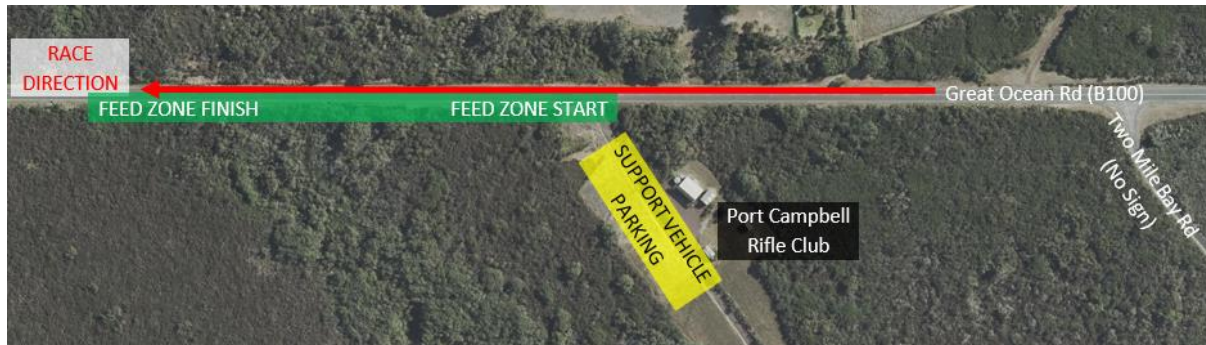 RACE
DIRECTION
FEED ZONE FINISH
FEED ZONE START
Great Ocean Rd (B100)
Two Mile Bay Rd
(No Sign)
SUPPORT VEHICLE
PARKING
Port Campbell
Rifle Club